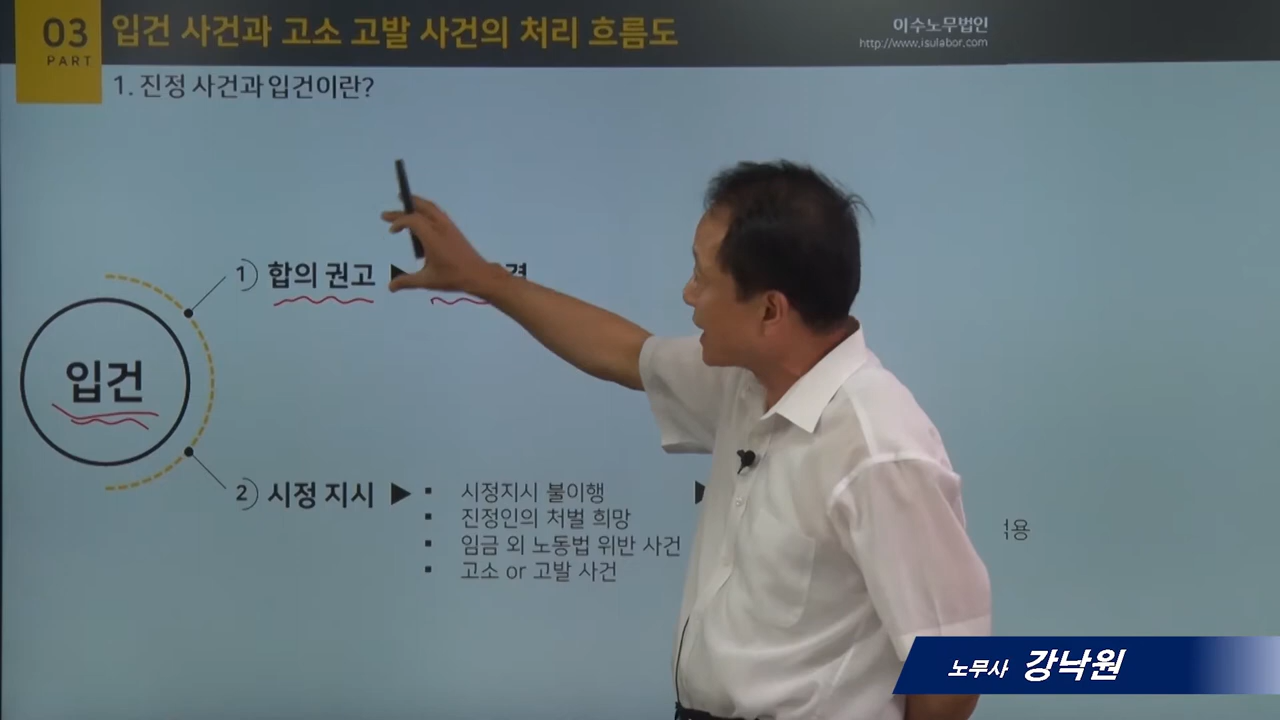 03
PART
입건 사건과 고소 고발 사건의 처리 흐름도
이수노무법인
http://www.isulabor.com
1. 진정 사건과 입건이란?
1) 합의 권고 ▶
입건
2) 시정 지시 ▶
▪ 시정지시 불이행
▪ 진정인의 처벌 희망
▪ 임금 외 노동법 위반 사건
▪ 고소 or 고발 사건
노무사 강낙원